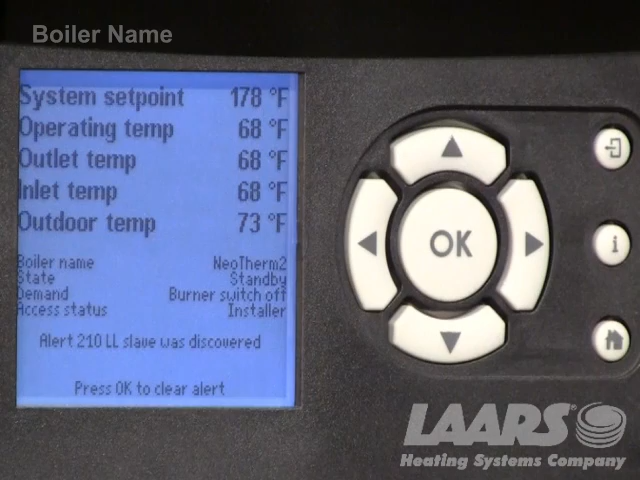 Boiler Name
System setpoint 178 °F
Operating temp 68 °F
Outlet temp 68 °F
Inlet temp 68 °F
Outdoor temp 73 °F
Boiler name NeoTherm2
State Standby
Demand Burner switch off
Access status Installer
Alert 210 LL slave was discovered
Press OK to clear alert
OK
i
LAARS®
Heating Systems Company